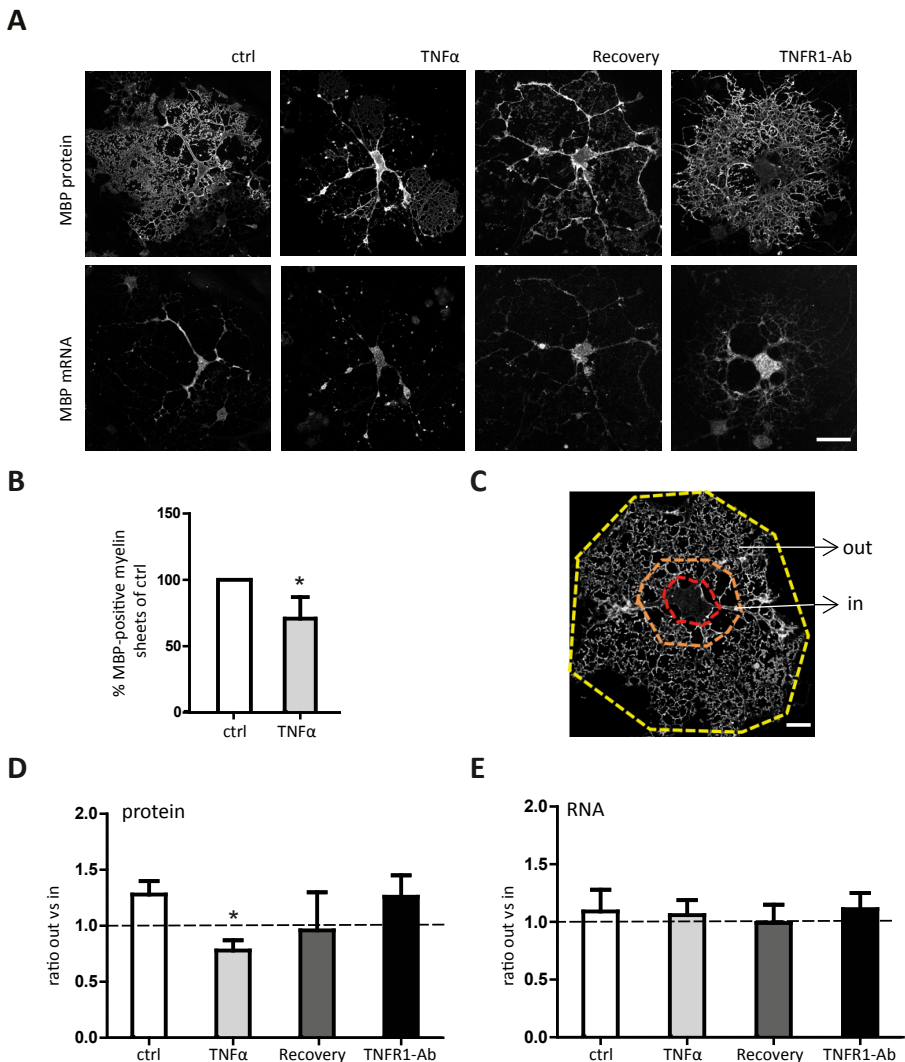 A
ctrl
TNFα
Recovery
TNFR1-Ab
MBP protein
MBP mRNA
B
% MBP-positive myelin
sheets of ctrl
150
100
50
0
*
ctrl
TNFα
C
out
in
D
protein
ratio out vs in
2.0
1.5
1.0
0.5
0.0
*
ctrl
TNFα
Recovery
TNFR1-Ab
E
RNA
ratio out vs in
2.0
1.5
1.0
0.5
0.0
ctrl
TNFα
Recovery
TNFR1-Ab